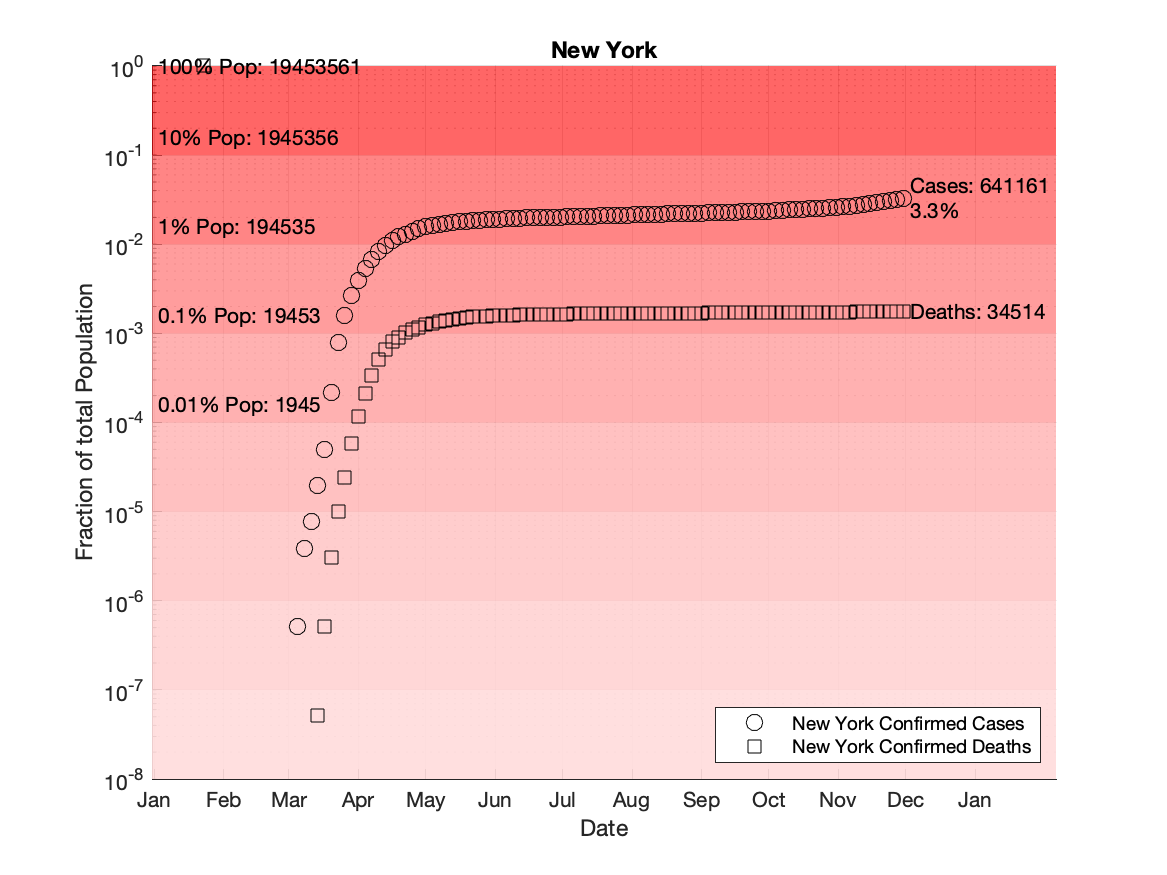 New York
10^0
100% Pop: 19453561
10% Pop: 1945356
10^-1
Cases: 641161
3.3%
1% Pop: 194535
10^-2
0.1% Pop: 19453
Deaths: 34514
10^-3
0.01% Pop: 1945
10^-4
10^-5
10^-6
10^-7
10^-8
Fraction of total Population
New York Confirmed Cases
New York Confirmed Deaths
Jan Feb Mar Apr May Jun Jul Aug Sep Oct Nov Dec Jan
Date